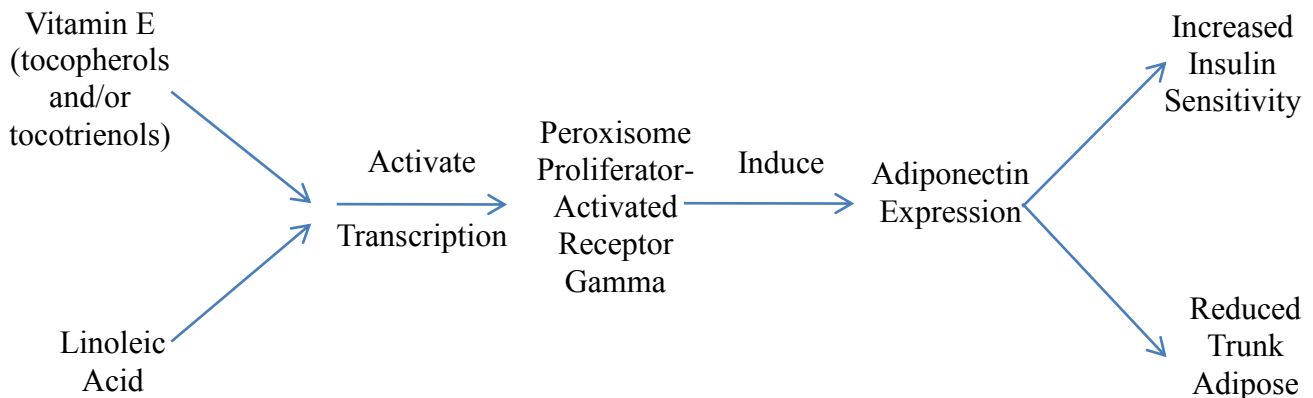 Vitamin E
(tocopherols
and/or
tocotrienols)
Linoleic
Acid
Activate
Transcription
Peroxisome
Proliferator-
Activated
Receptor
Gamma
Induce
Adiponectin
Expression
Increased
Insulin
Sensitivity
Reduced
Trunk
Adipose